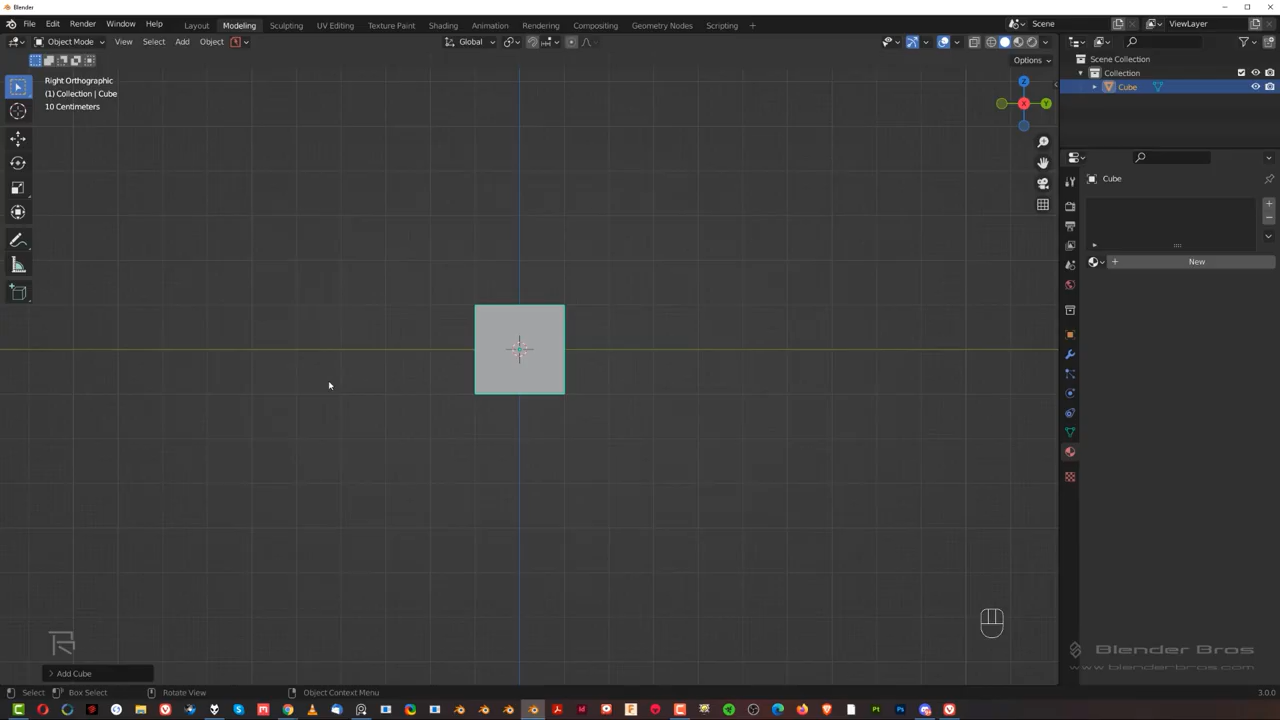 Blender
File Edit Render Window Help Layout Modeling Sculpting UV Editing Texture Paint Shading Animation Rendering Compositing Geometry Nodes Scripting + Scene ViewLayer
Object Mode View Select Add Object Global
Options
Right Orthographic
(1) Collection | Cube
10 Centimeters
Z
Y
X
Scene Collection
Collection
Cube
Cube
New
Add Cube
Blender Bros
www.blenderbros.com
Select Box Select Rotate View Object Context Menu 3.0.0